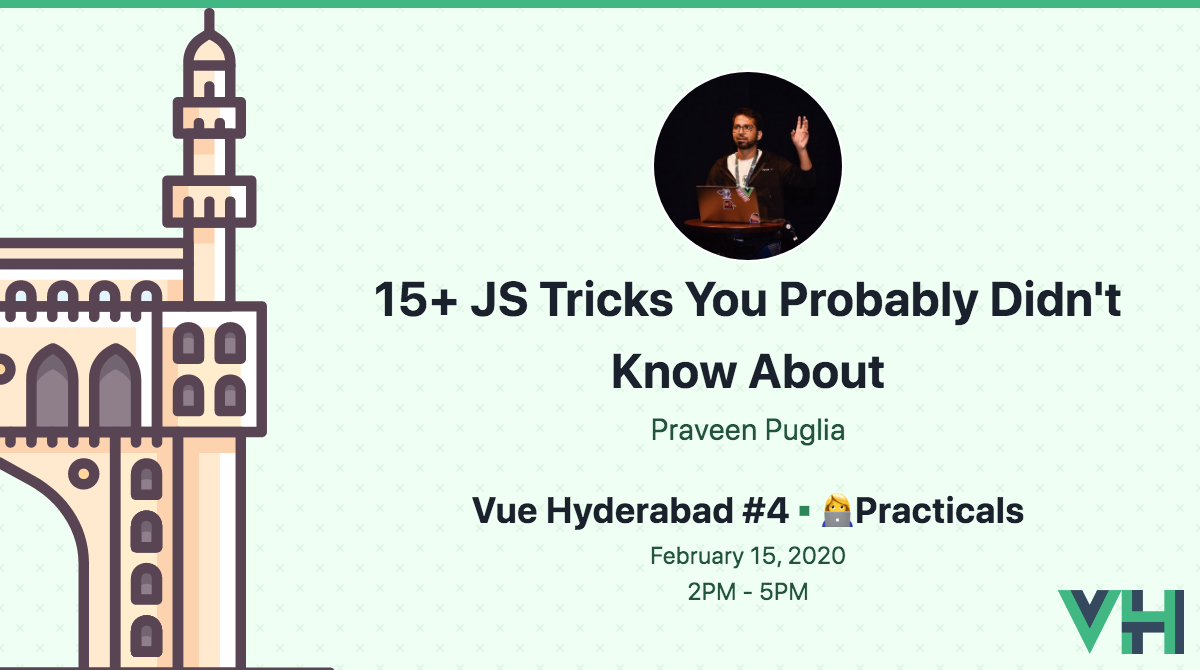 15+ JS Tricks You Probably Didn't
Know About
Praveen Puglia
Vue Hyderabad #4 ▪ 👩‍💻Practicals
February 15, 2020
2PM - 5PM
VH